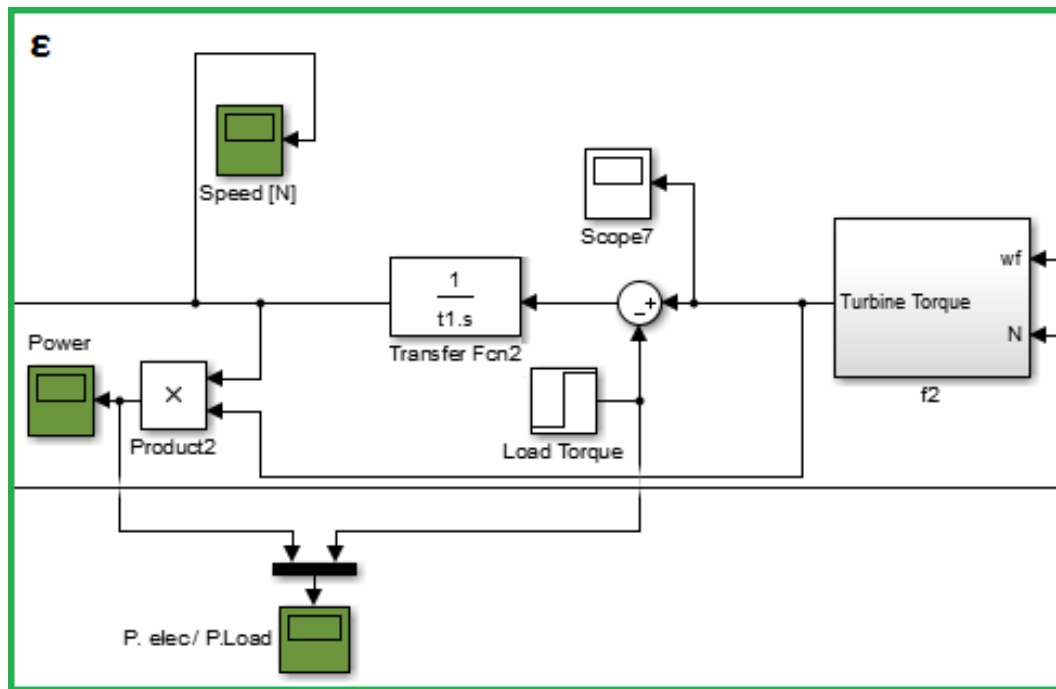 ε
Speed [N]
Scope7
wf
1
t1.s
+
−
Turbine Torque
N
Transfer Fcn2
f2
Power
×
Product2
Load Torque
P. elec/ P.Load